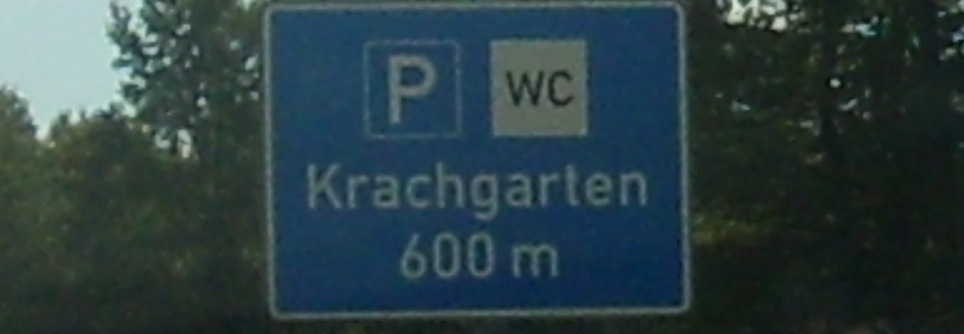 P WC
Krachgarten
600 m